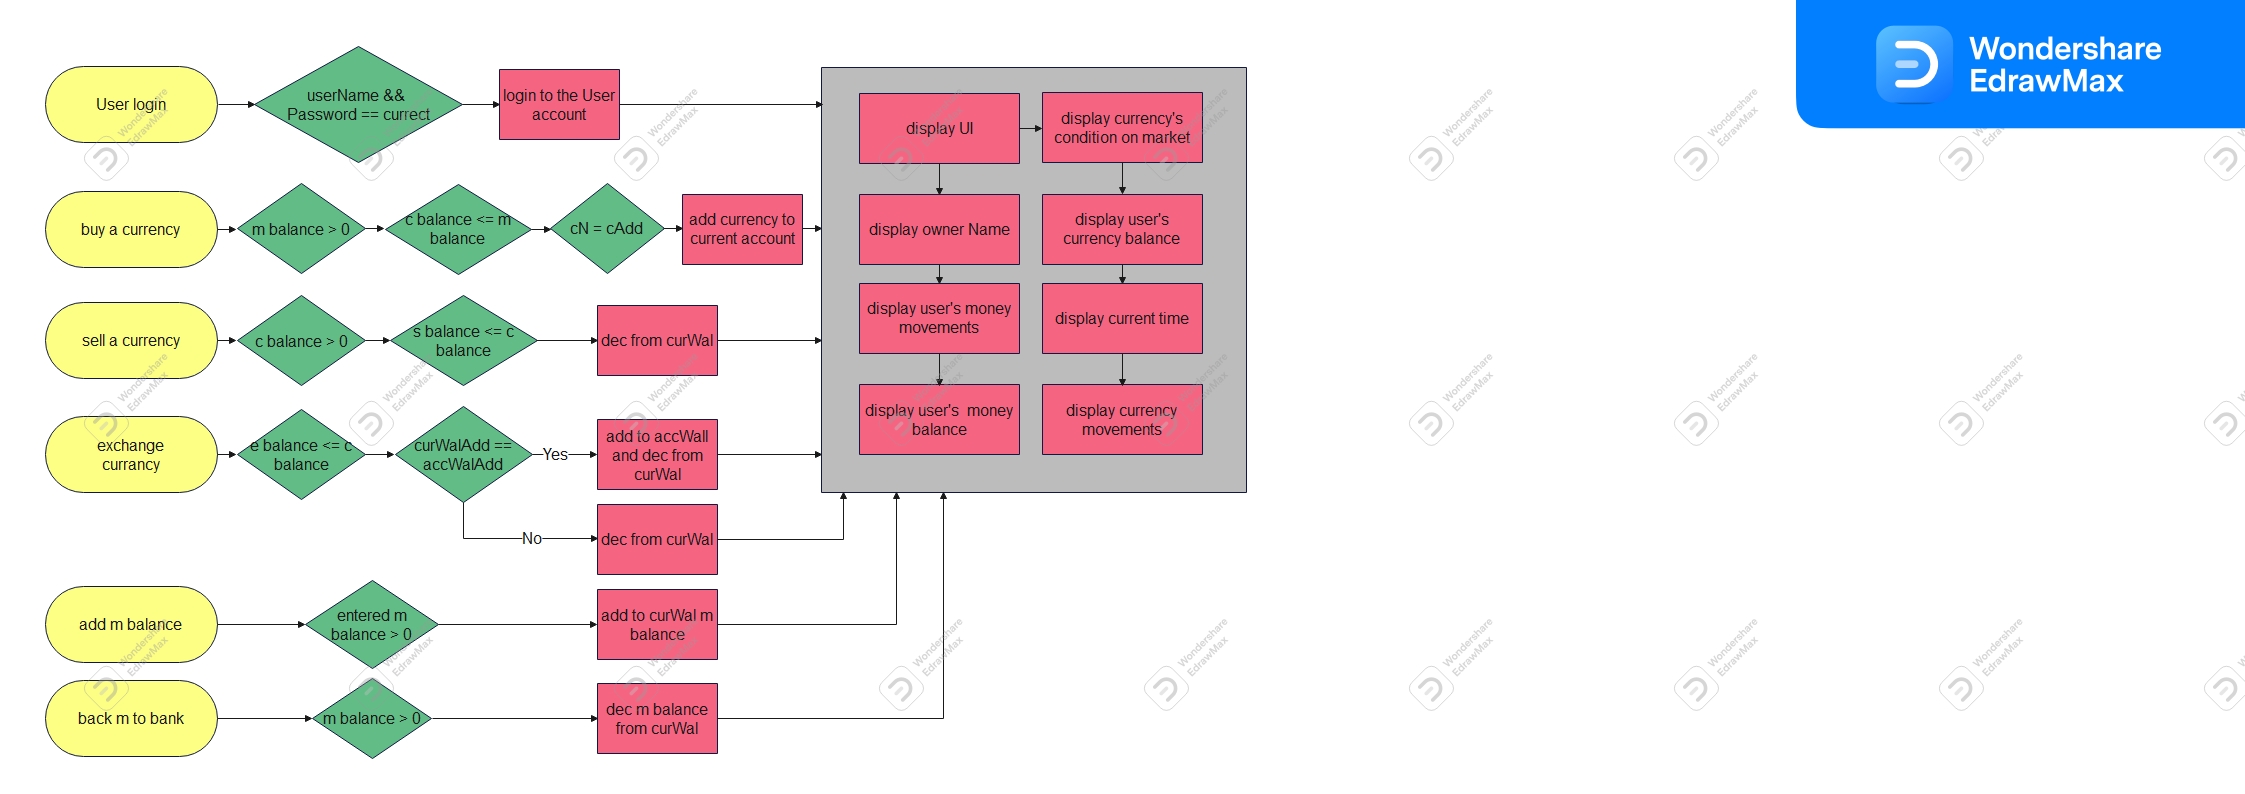 Wondershare
EdrawMax
User login
userName &&
Password == currect
login to the User
account
buy a currency
m balance > 0
c balance <= m
balance
cN = cAdd
add currency to
current account
sell a currency
c balance > 0
s balance <= c
balance
dec from curWal
exchange
currancy
e balance <= c
balance
curWalAdd ==
accWalAdd
Yes
add to accWall
and dec from
curWal
No
dec from curWal
add m balance
entered m
balance > 0
add to curWal m
balance
back m to bank
m balance > 0
dec m balance
from curWal
display UI
display currency's
condition on market
display owner Name
display user's
currency balance
display user's money
movements
display current time
display user's  money
balance
display currency
movements